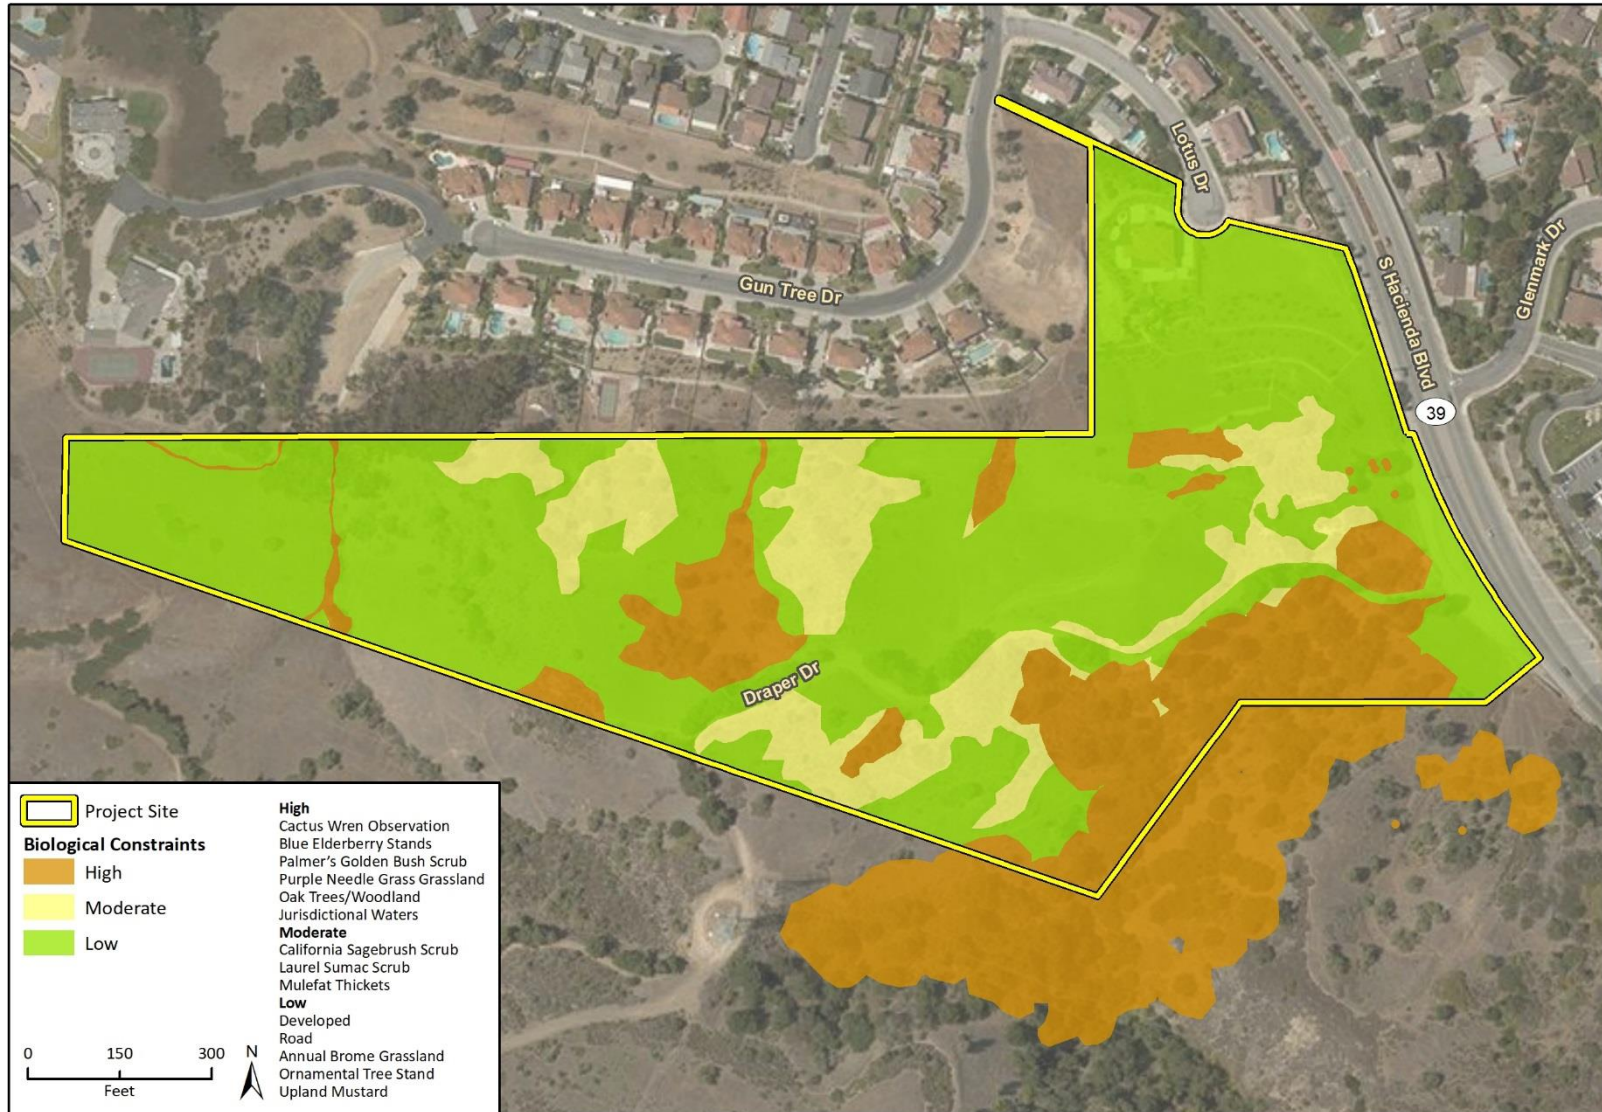 Lotus Dr
S Hacienda Blvd
Glenmark Dr
Gun Tree Dr
39
Draper Dr
Project Site
Biological Constraints
High
Moderate
Low
0 150 300
Feet
N
High
Cactus Wren Observation
Blue Elderberry Stands
Palmer's Golden Bush Scrub
Purple Needle Grass Grassland
Oak Trees/Woodland
Jurisdictional Waters
Moderate
California Sagebrush Scrub
Laurel Sumac Scrub
Mulefat Thickets
Low
Developed
Road
Annual Brome Grassland
Ornamental Tree Stand
Upland Mustard